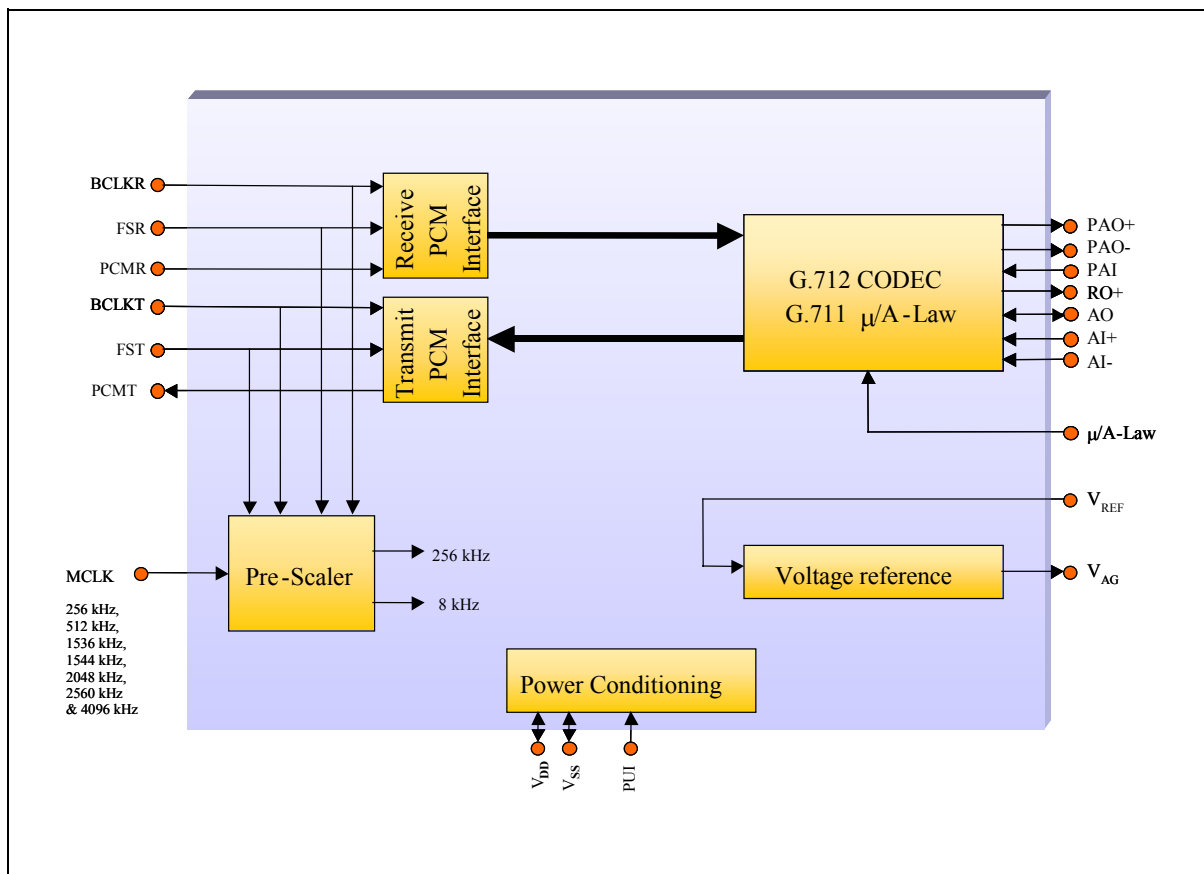 BCLKR
FSR
PCMR
BCLKT
FST
PCMT
Receive
PCM
Interface
Transmit
PCM
Interface
G.712 CODEC
G.711 μ/A-Law
PAO+
PAO-
PAI
RO+
AO
AI+
AI-
μ/A-Law
VREF
VAG
Voltage reference
MCLK
256 kHz,
512 kHz,
1536 kHz,
1544 kHz,
2048 kHz,
2560 kHz
& 4096 kHz
Pre-Scaler
256 kHz
8 kHz
Power Conditioning
VDD
VSS
PUI